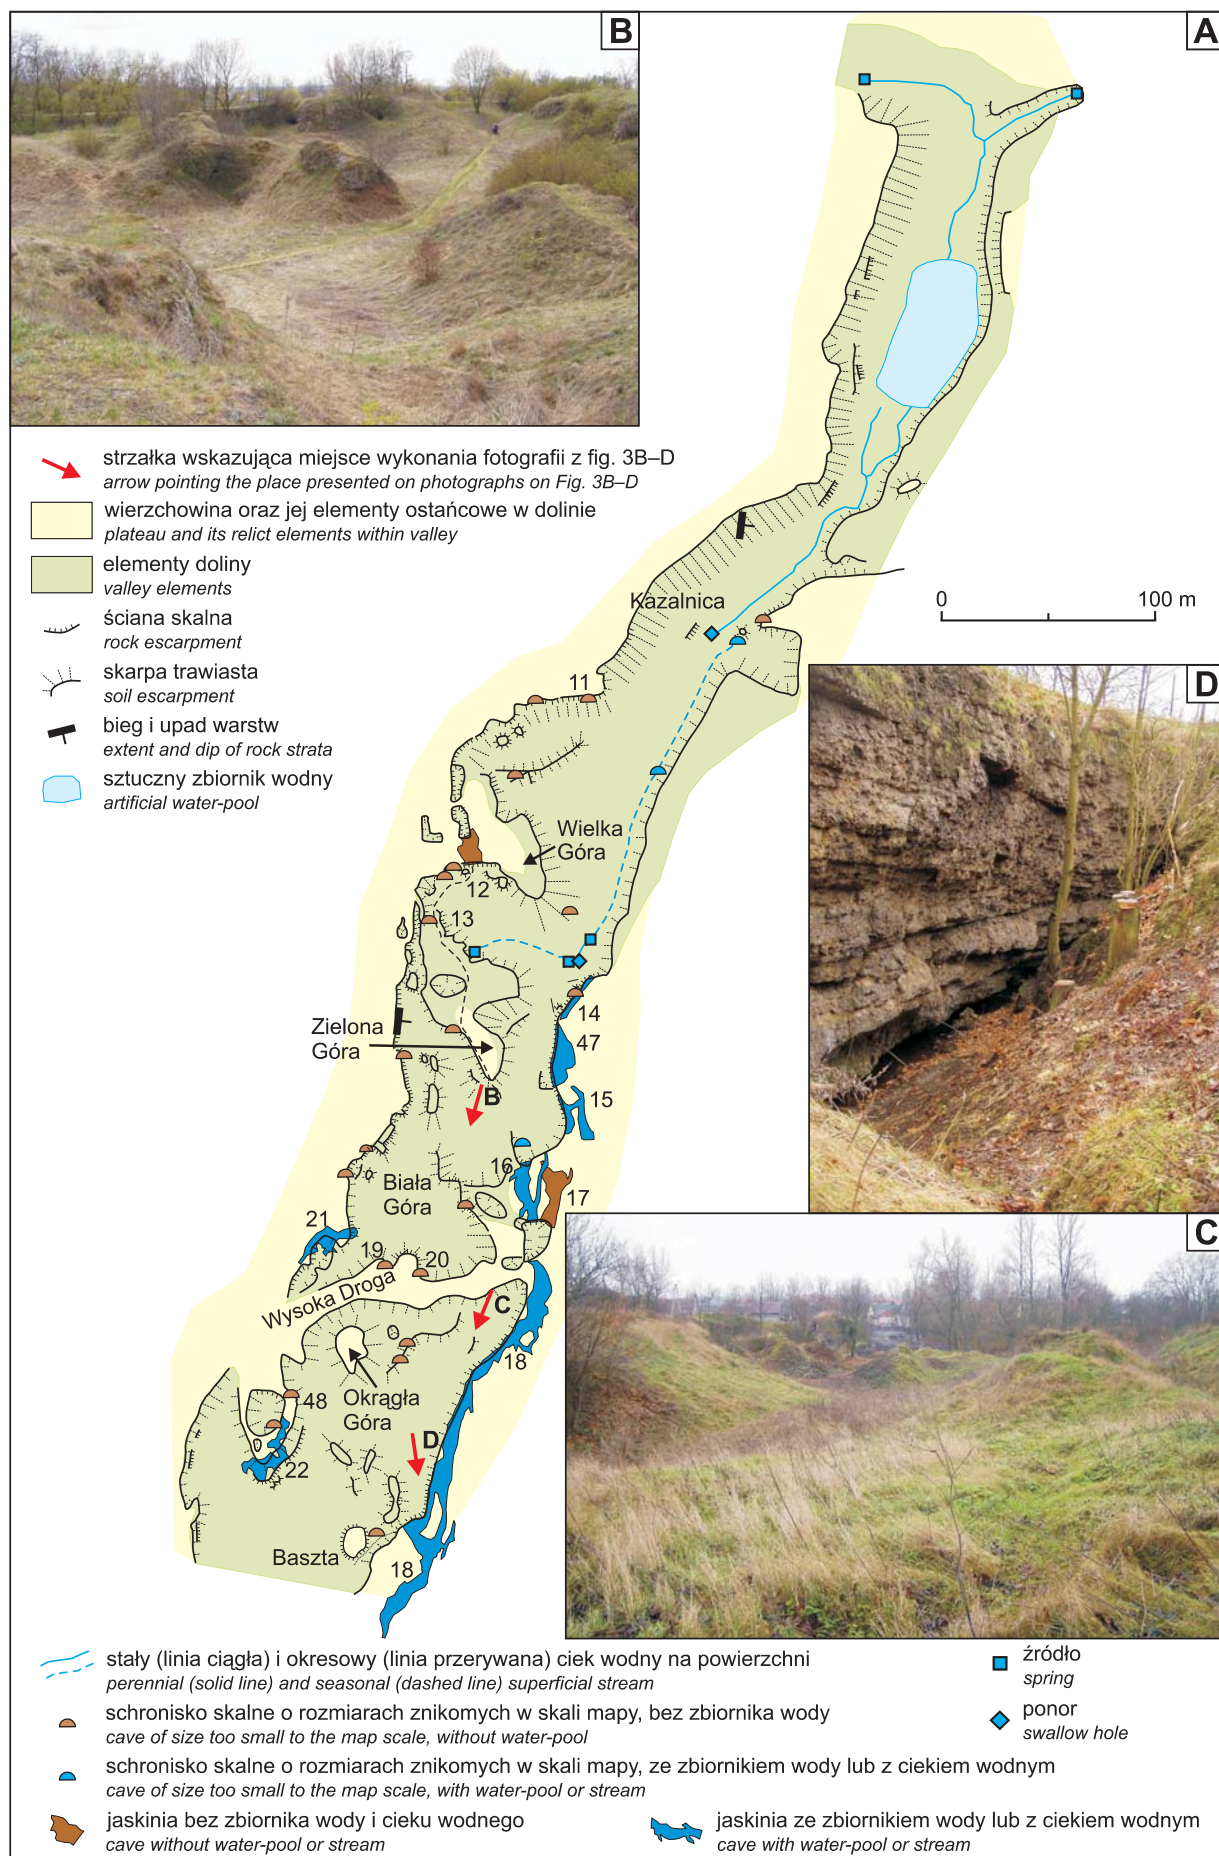 B
A
strzałka wskazująca miejsce wykonania fotografii z fig. 3B–D
arrow pointing the place presented on photographs on Fig. 3B–D
wierzchowina oraz jej elementy ostańcowe w dolinie
plateau and its relict elements within valley
elementy doliny
valley elements
ściana skalna
rock escarpment
skarpa trawiasta
soil escarpment
bieg i upad warstw
extent and dip of rock strata
sztuczny zbiornik wodny
artificial water-pool
Kazalnica
0 100 m
D
11
Wielka
Góra
12
13
14
Zielona
Góra
47
15
B
16
Biała
Góra
17
21
19
20
Wysoka Droga
C
C
18
Okrągła
Góra
48
D
22
Baszta
18
stały (linia ciągła) i okresowy (linia przerywana) ciek wodny na powierzchni
perennial (solid line) and seasonal (dashed line) superficial stream
źródło
spring
schronisko skalne o rozmiarach znikomych w skali mapy, bez zbiornika wody
cave of size too small to the map scale, without water-pool
ponor
swallow hole
schronisko skalne o rozmiarach znikomych w skali mapy, ze zbiornikiem wody lub z ciekiem wodnym
cave of size too small to the map scale, with water-pool or stream
jaskinia bez zbiornika wody i cieku wodnego
cave without water-pool or stream
jaskinia ze zbiornikiem wody lub z ciekiem wodnym
cave with water-pool or stream